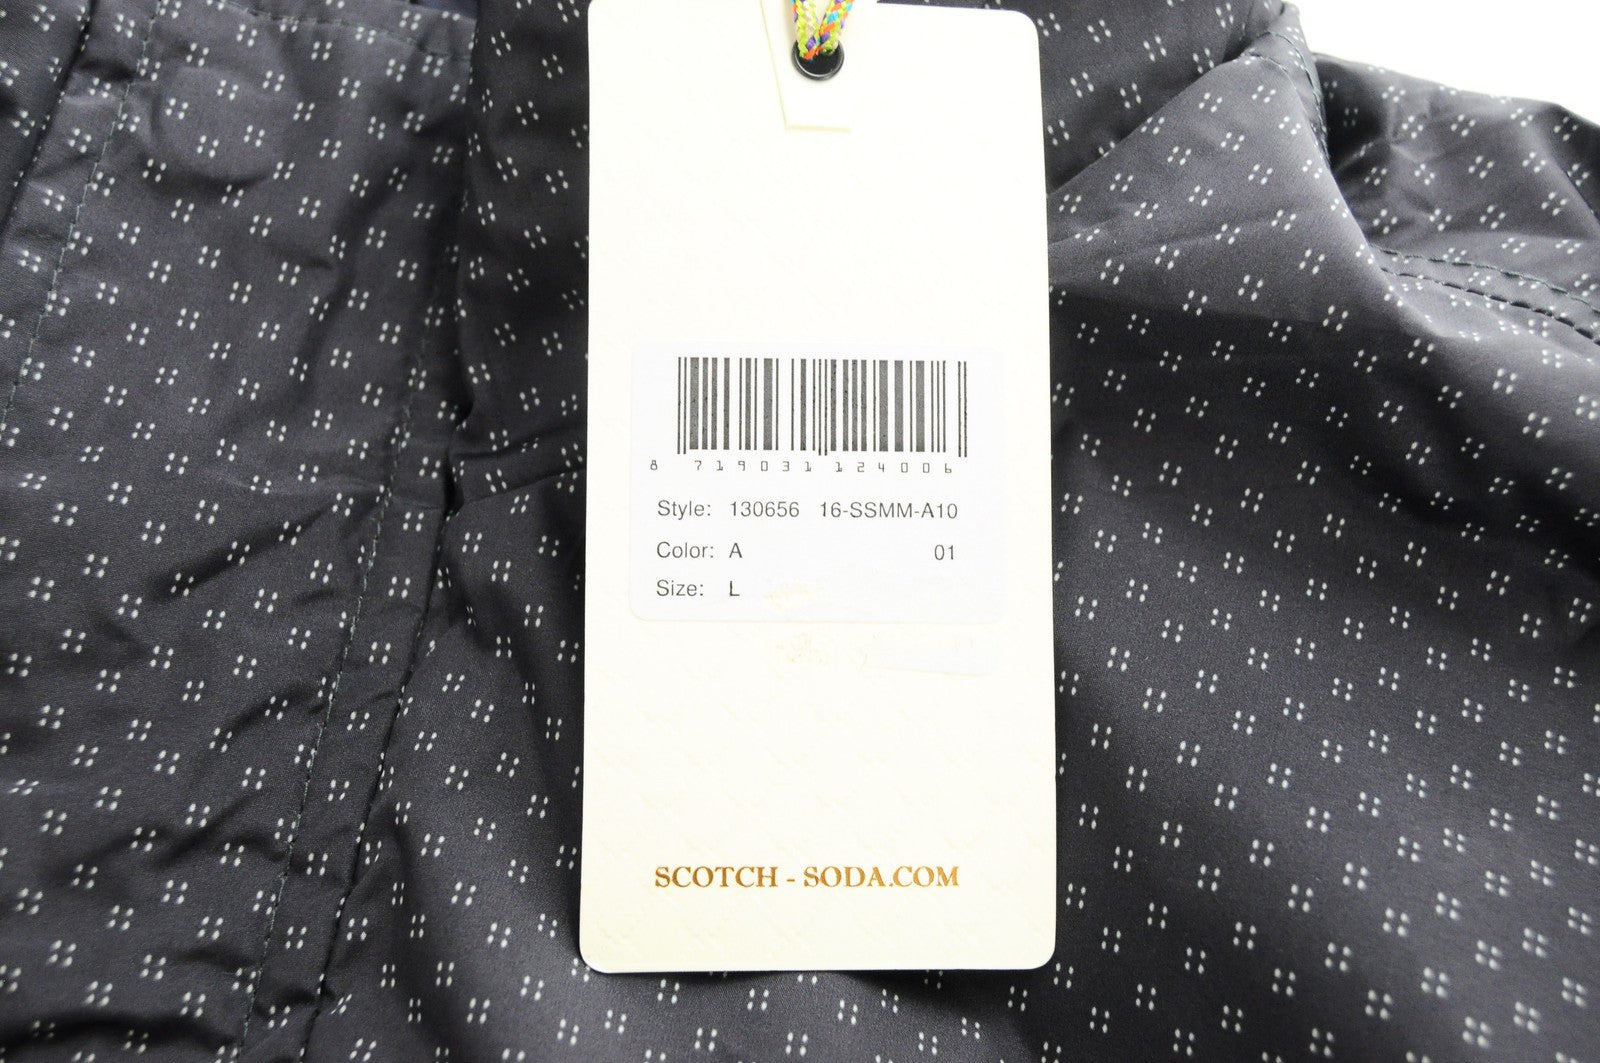 8 719031 124006
Style: 130656 16-SSMM-A10
Color: A 01
Size: L
SCOTCH - SODA.COM